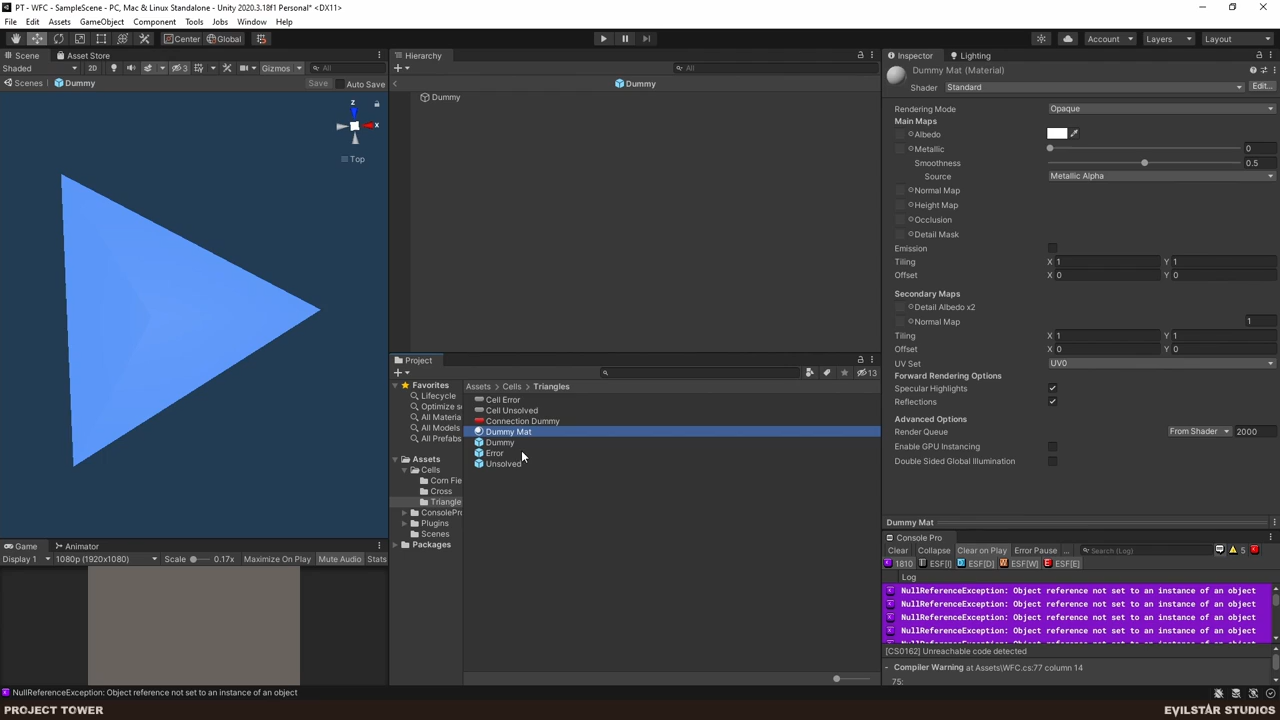 PT - WFC - SampleScene - PC, Mac & Linux Standalone - Unity 2020.3.18f1 Personal* <DX11>
File Edit Assets GameObject Component Tools Jobs Window Help
Center Global Account Layers Layout
Scene Asset Store
Shaded 2D 3 Gizmos All
Scenes Dummy Save Auto Save
z
x
Top
Hierarchy
All
Dummy
Dummy
Project
13
Favorites
Lifecycle
Optimize s
All Materia
All Models
All Prefabs
Assets
Cells
Corn Fie
Cross
Triangle
ConsolePro
Plugins
Scenes
Packages
Assets > Cells > Triangles
Cell Error
Cell Unsolved
Connection Dummy
Dummy Mat
Dummy
Error
Unsolved
Inspector Lighting
Dummy Mat (Material)
Shader Standard Edit...
Rendering Mode Opaque
Main Maps
Albedo
Metallic 0
Smoothness 0.5
Source Metallic Alpha
Normal Map
Height Map
Occlusion
Detail Mask
Emission
Tiling X 1 Y 1
Offset X 0 Y 0
Secondary Maps
Detail Albedo x2
Normal Map 1
Tiling X 1 Y 1
Offset X 0 Y 0
UV Set UV0
Forward Rendering Options
Specular Highlights
Reflections
Advanced Options
Render Queue From Shader 2000
Enable GPU Instancing
Double Sided Global Illumination
Dummy Mat
Console Pro
Clear Collapse Clear on Play Error Pause ... Search (Log) 5
1810 ESF[I] ESF[D] ESF[W] ESF[E]
Log
NullReferenceException: Object reference not set to an instance of an object
NullReferenceException: Object reference not set to an instance of an object
NullReferenceException: Object reference not set to an instance of an object
NullReferenceException: Object reference not set to an instance of an object
[CS0162] Unreachable code detected
- Compiler Warning at Assets\WFC.cs:77 column 14
75:
Game Animator
Display 1 1080p (1920x1080) Scale 0.17x Maximize On Play Mute Audio Stats
NullReferenceException: Object reference not set to an instance of an object
PROJECT TOWER
EVILSTAR STUDIOS